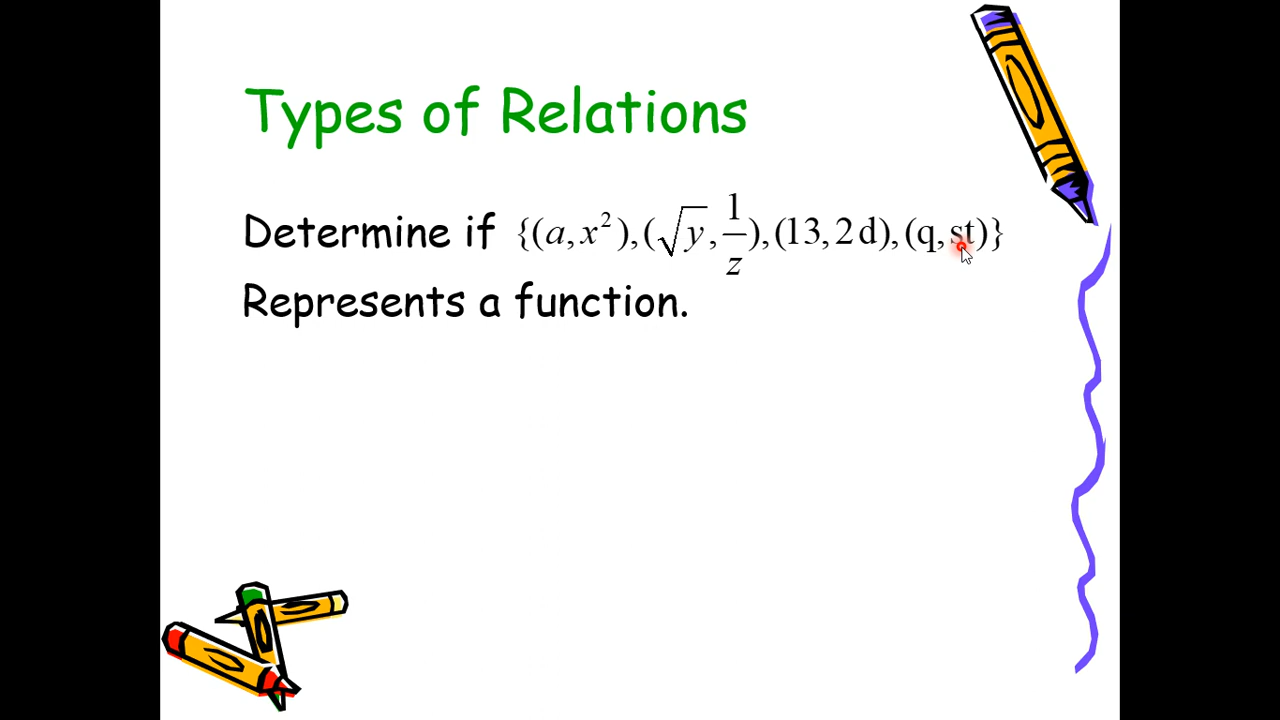 Types of Relations
Determine if {(a, x²), (√y, 1/z), (13, 2d), (q, st)}
Represents a function.